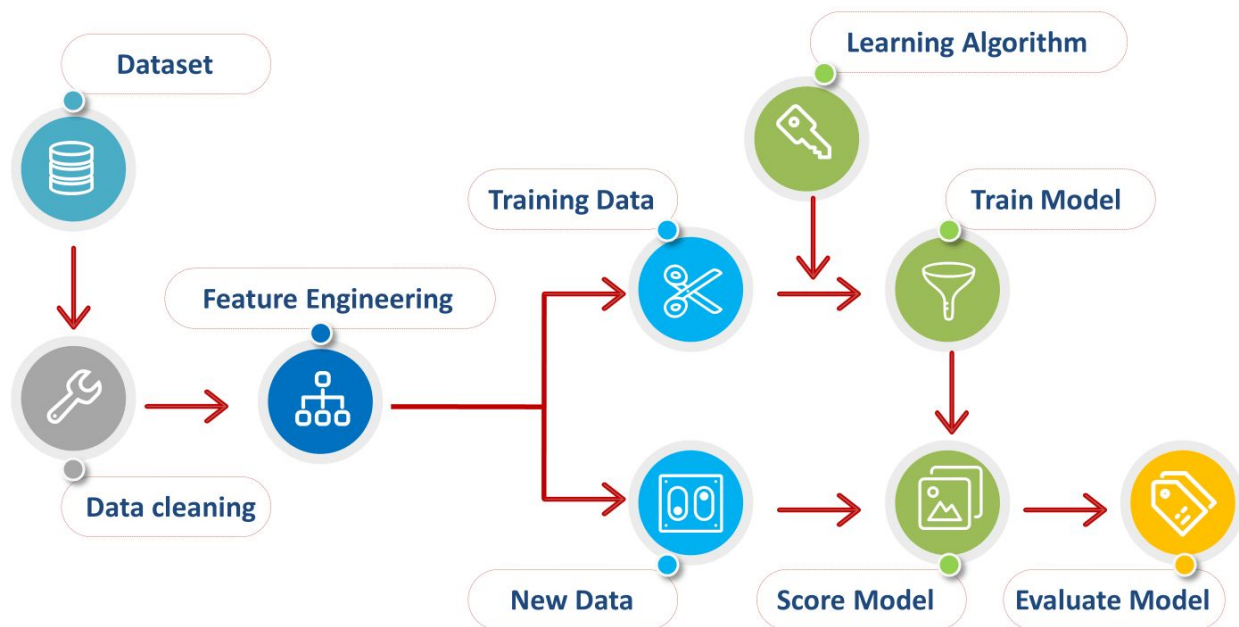 Learning Algorithm
Dataset
Training Data
Train Model
Feature Engineering
Data cleaning
New Data
Score Model
Evaluate Model